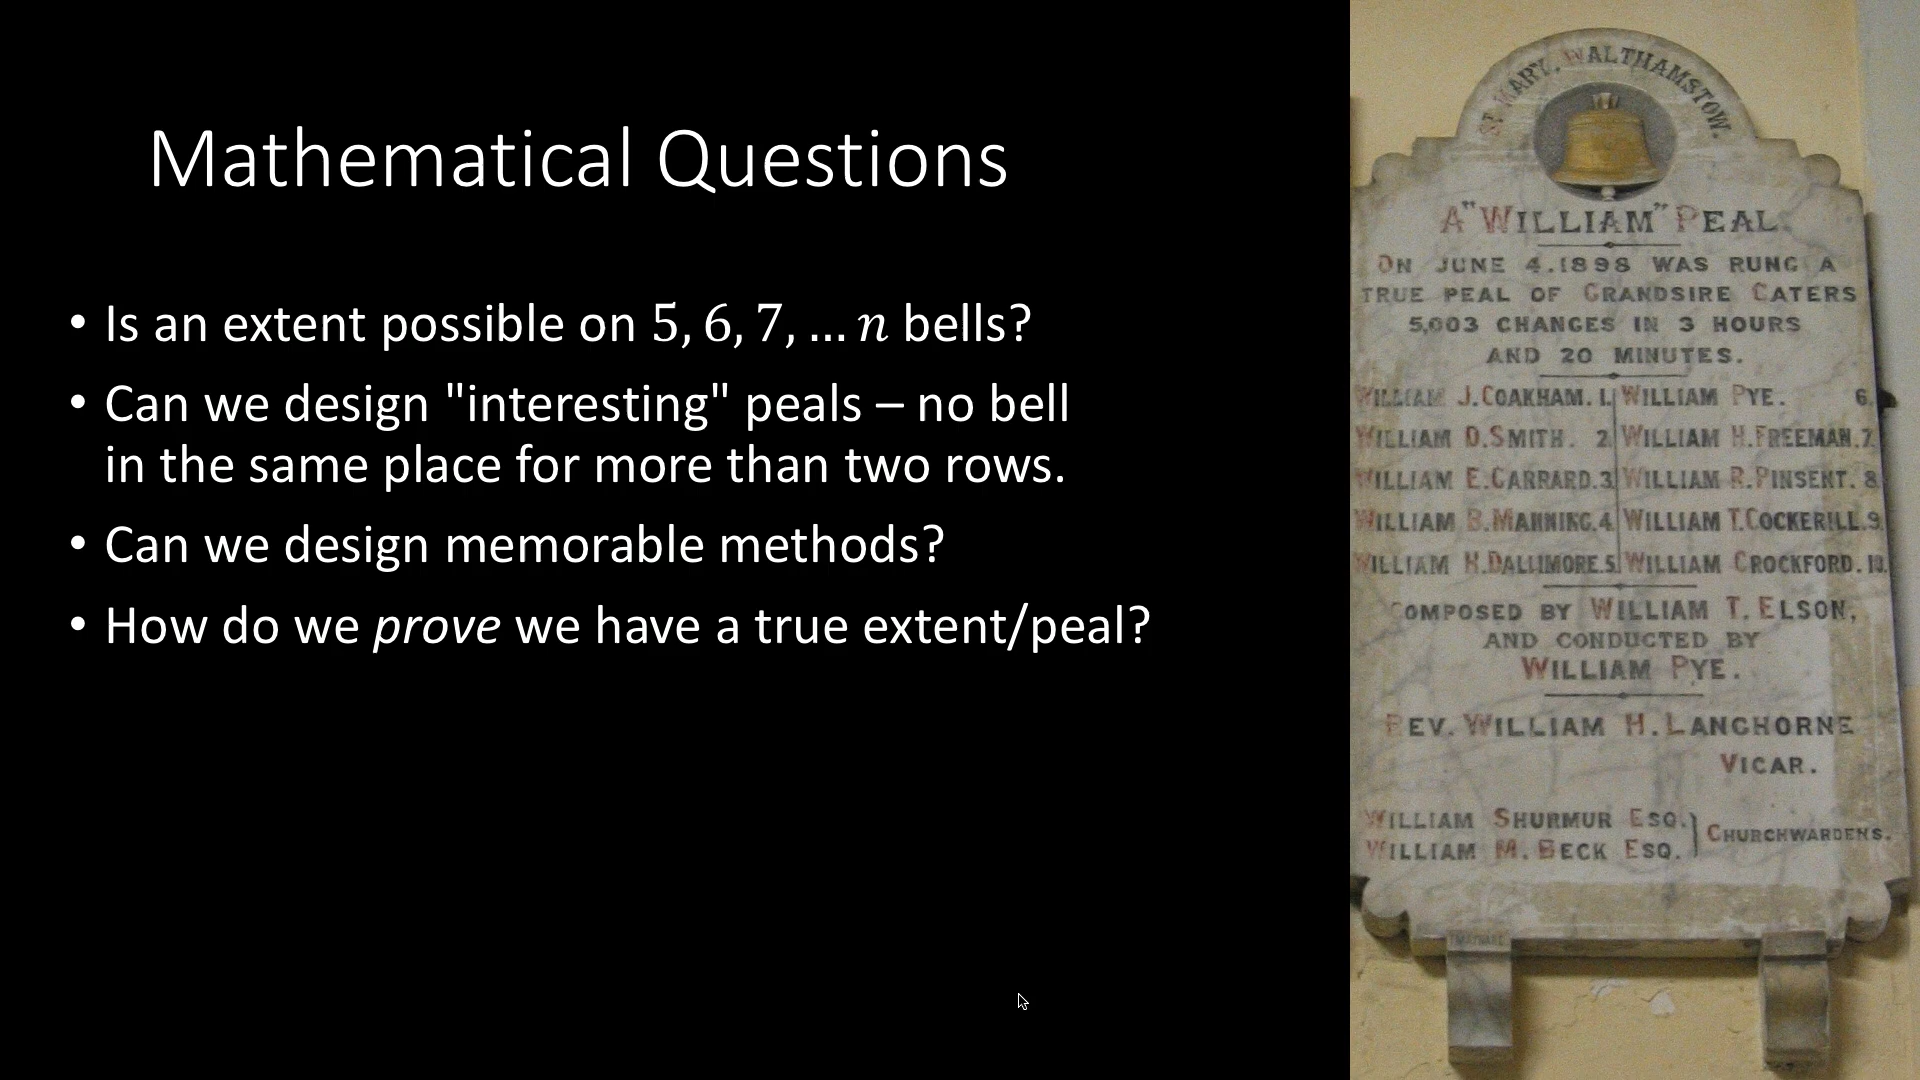 Mathematical Questions
• Is an extent possible on 5, 6, 7, … n bells?
• Can we design "interesting" peals – no bell
in the same place for more than two rows.
• Can we design memorable methods?
• How do we prove we have a true extent/peal?
ST MARY, WALTHAMSTOW.
A "WILLIAM" PEAL.
ON JUNE 4.1898 WAS RUNG A
TRUE PEAL OF GRANDSIRE CATERS
5,003 CHANGES IN 3 HOURS
AND 20 MINUTES.
WILLIAM J.COAKHAM. 1. WILLIAM PYE. 6.
WILLIAM D.SMITH. 2. WILLIAM H.FREEMAN.7.
WILLIAM E.GARRARD.3. WILLIAM R.PINSENT. 8.
WILLIAM B.MANNING.4. WILLIAM T.COCKERILL.9.
WILLIAM H.DALLIMORE.5. WILLIAM CROCKFORD.10.
COMPOSED BY WILLIAM T. ELSON,
AND CONDUCTED BY
WILLIAM PYE.
REV. WILLIAM H. LANGHORNE
VICAR.
WILLIAM SHURMUR ESQ.
WILLIAM M. BECK ESQ.
CHURCHWARDENS.